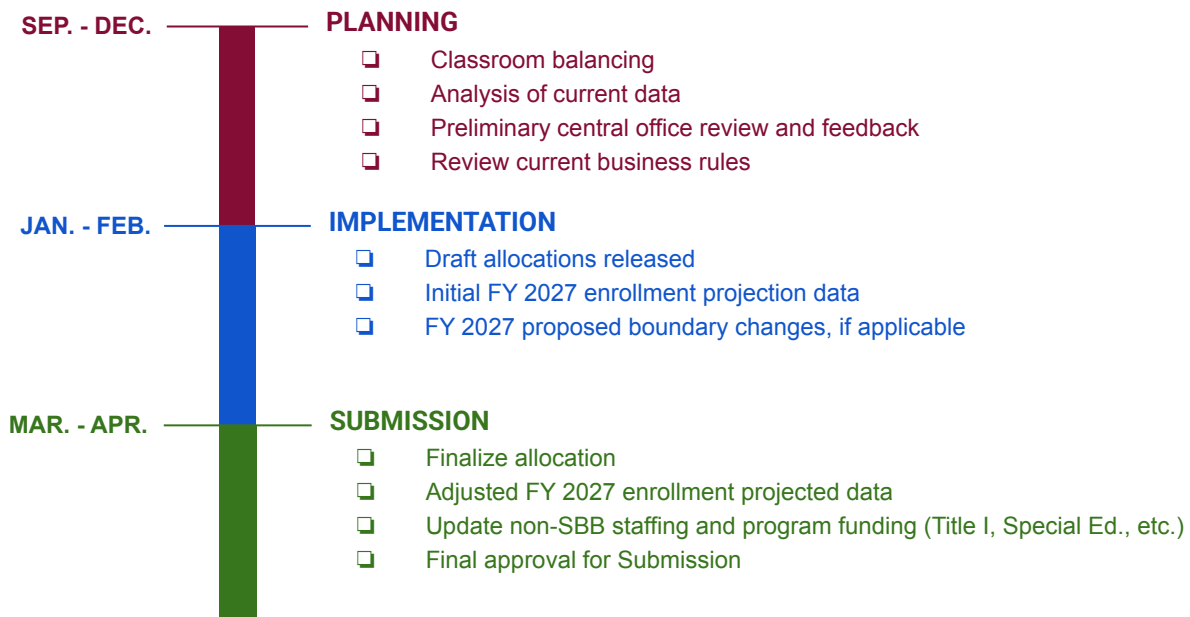 SEP. - DEC.
PLANNING
❏ Classroom balancing
❏ Analysis of current data
❏ Preliminary central office review and feedback
❏ Review current business rules
JAN. - FEB.
IMPLEMENTATION
❏ Draft allocations released
❏ Initial FY 2027 enrollment projection data
❏ FY 2027 proposed boundary changes, if applicable
MAR. - APR.
SUBMISSION
❏ Finalize allocation
❏ Adjusted FY 2027 enrollment projected data
❏ Update non-SBB staffing and program funding (Title I, Special Ed., etc.)
❏ Final approval for Submission